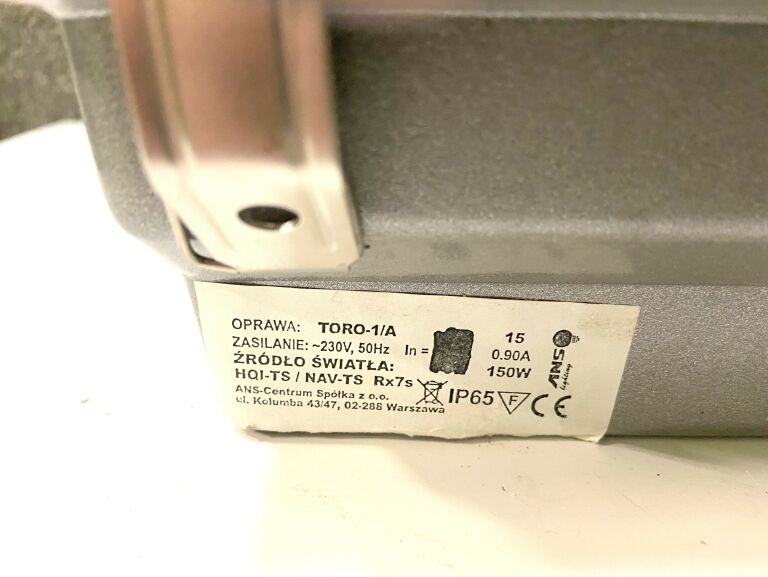 OPRAWA: TORO-1/A 15
ZASILANIE: ~230V, 50Hz In = 0.90A
ŹRÓDŁO ŚWIATŁA: 150W
HQI-TS / NAV-TS Rx7s IP65 F CE
ANS-Centrum Spółka z o.o.
ul. Kolumba 43/47, 02-288 Warszawa
ANS
lighting